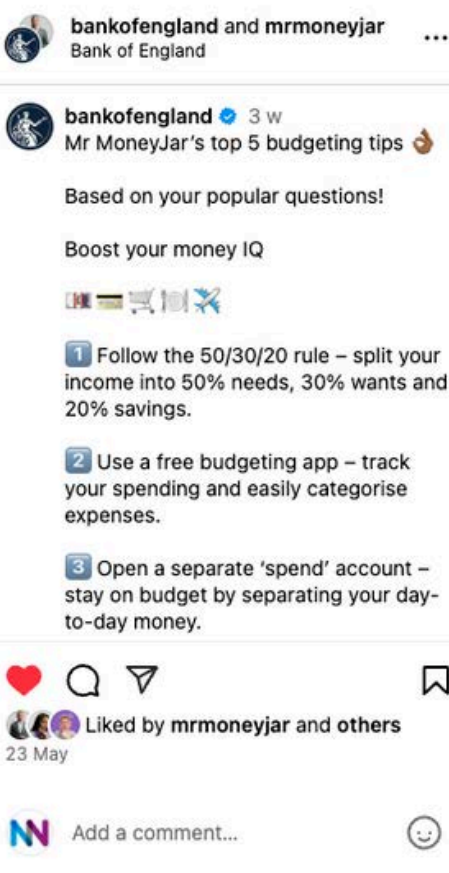 bankofengland and mrmoneyjar
Bank of England
bankofengland 3 w
Mr MoneyJar's top 5 budgeting tips 👌🏾
Based on your popular questions!
Boost your money IQ
💷💳🛒🍽️✈️
1️⃣ Follow the 50/30/20 rule – split your
income into 50% needs, 30% wants and
20% savings.
2️⃣ Use a free budgeting app – track
your spending and easily categorise
expenses.
3️⃣ Open a separate ‘spend’ account –
stay on budget by separating your day-
to-day money.
Liked by mrmoneyjar and others
23 May
NN
Add a comment...